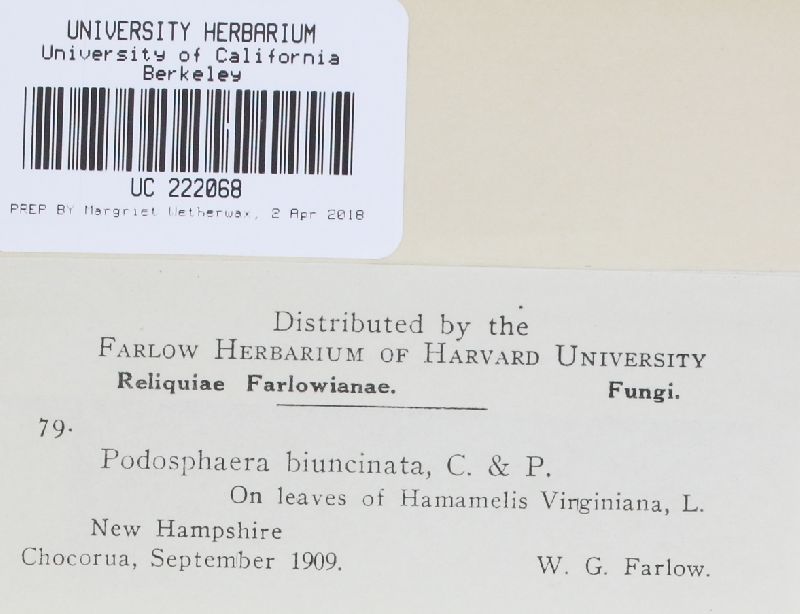 UNIVERSITY HERBARIUM
University of California
Berkeley
UC 222068
PREP BY Margriet Wetherwax, 2 Apr 2018
Distributed by the
FARLOW HERBARIUM OF HARVARD UNIVERSITY
Reliquiae Farlowianae. Fungi.
79.
Podosphaera biuncinata, C. & P.
On leaves of Hamamelis Virginiana, L.
New Hampshire
Chocorua, September 1909. W. G. Farlow.